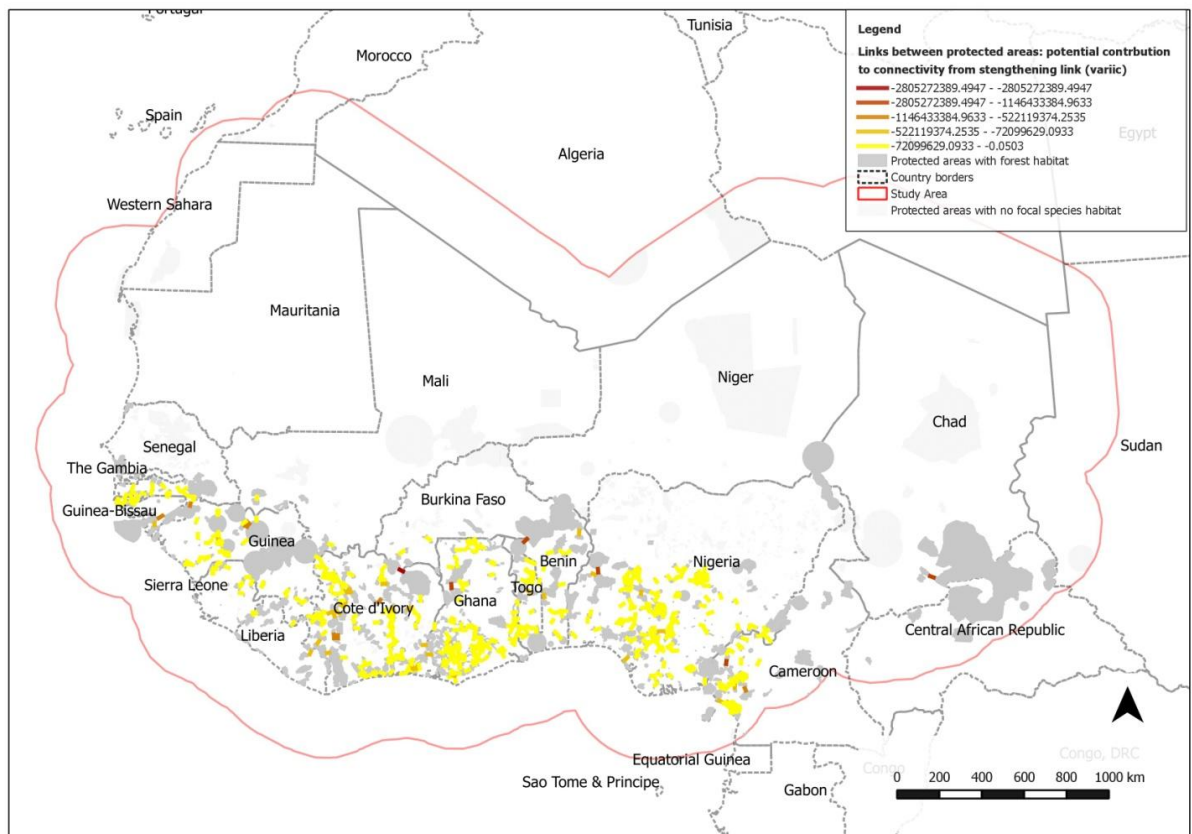 Portugal
Tunisia
Morocco
Spain
Algeria
Western Sahara
Mauritania
Mali
Niger
Chad
Sudan
Egypt
Senegal
The Gambia
Guinea-Bissau
Guinea
Sierra Leone
Liberia
Cote d'Ivory
Burkina Faso
Ghana
Togo
Benin
Nigeria
Cameroon
Central African Republic
Equatorial Guinea
Sao Tome & Principe
Gabon
Congo
Congo, DRC
Legend
Links between protected areas: potential contrbution
to connectivity from stengthening link (variic)
-2805272389.4947 - -2805272389.4947
-2805272389.4947 - -1146433384.9633
-1146433384.9633 - -522119374.2535
-522119374.2535 - -72099629.0933
-72099629.0933 - -0.0503
Protected areas with forest habitat
Country borders
Study Area
Protected areas with no focal species habitat
0 200 400 600 800 1000 km